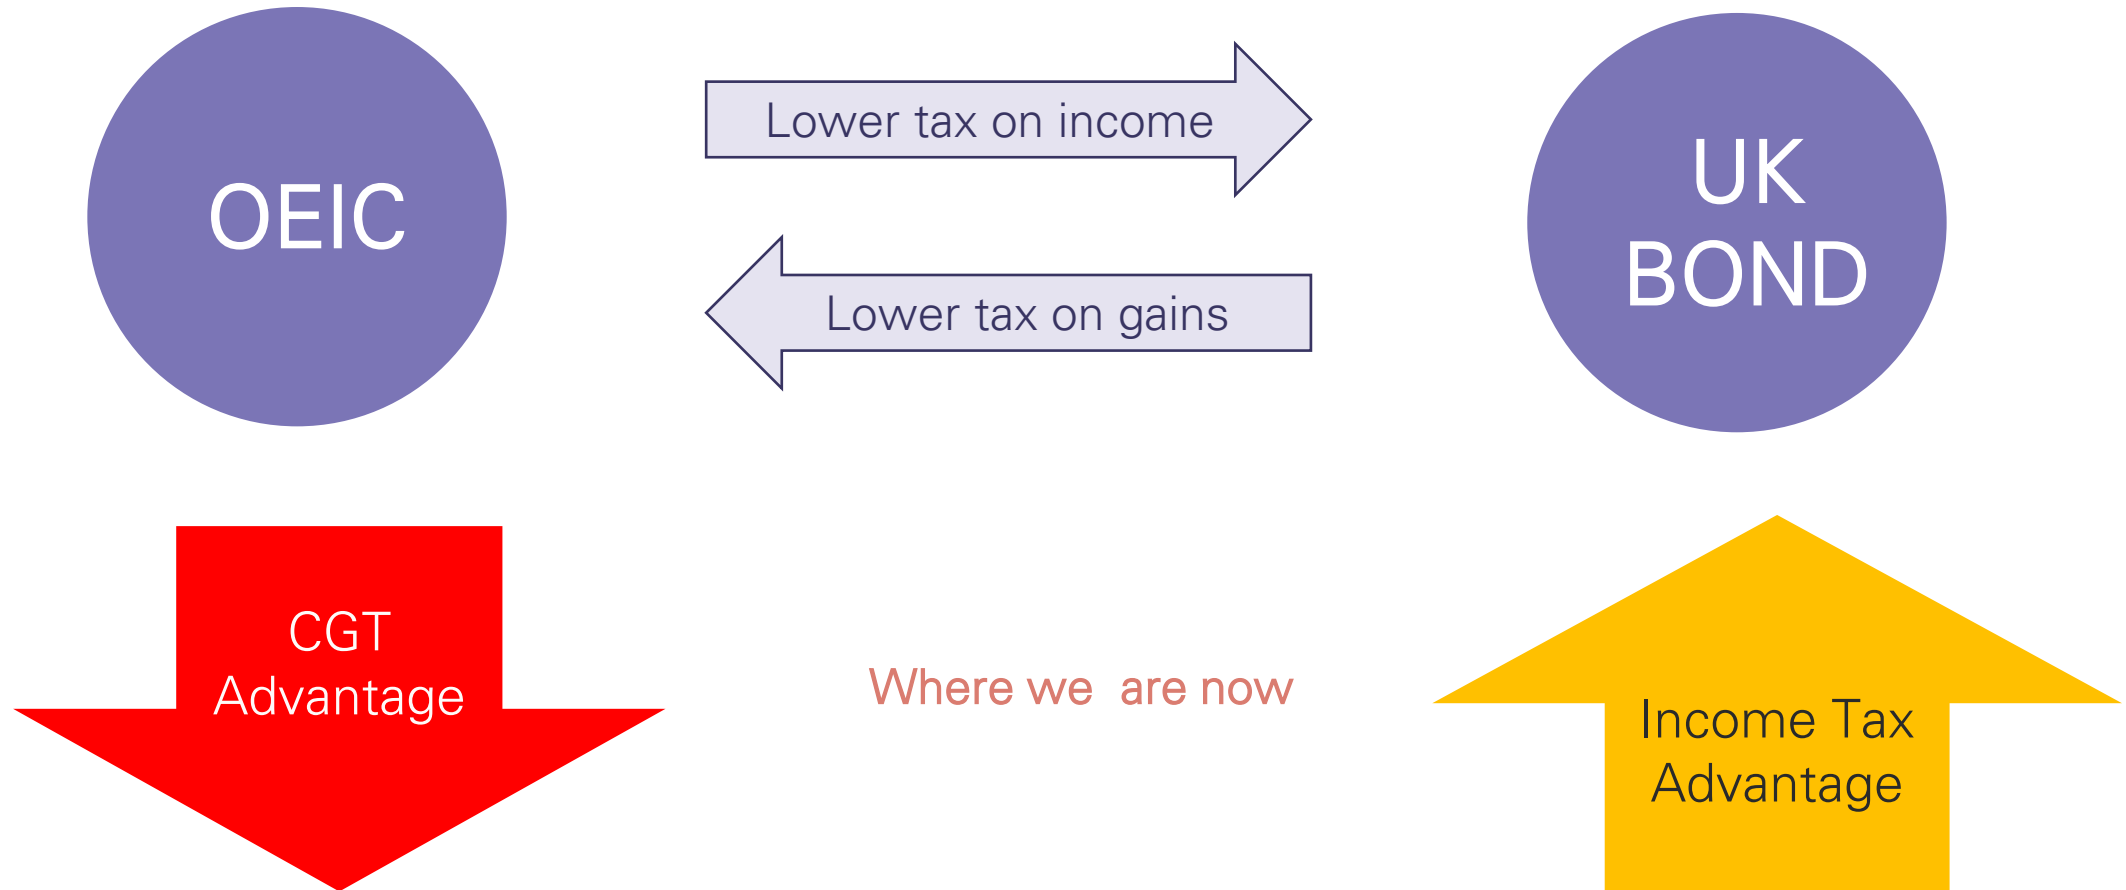 OEIC
Lower tax on income
Lower tax on gains
UK
BOND
CGT
Advantage
Where we  are now
Income Tax
Advantage